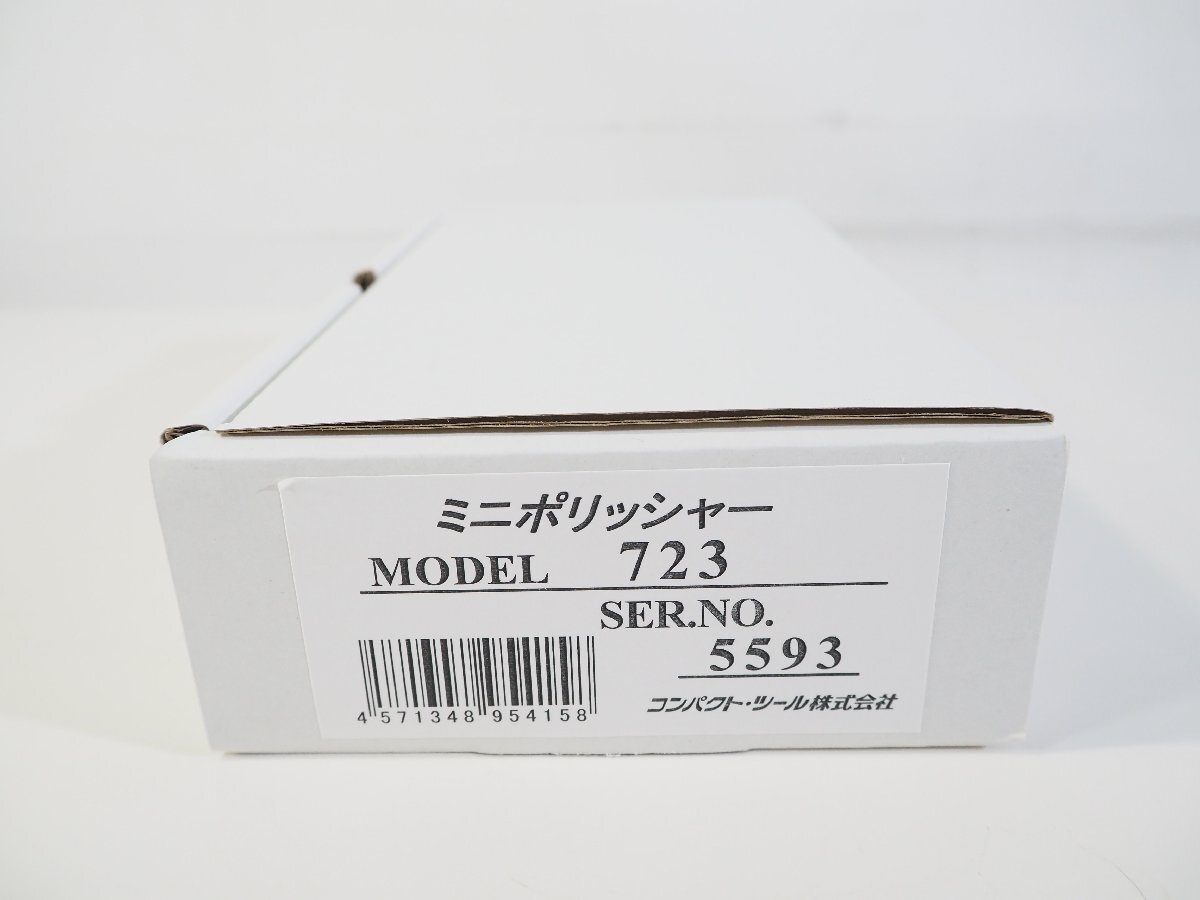 ミニポリッシャー
MODEL 723
SER.NO.
5593
4 571348 954158
コンパクト・ツール株式会社